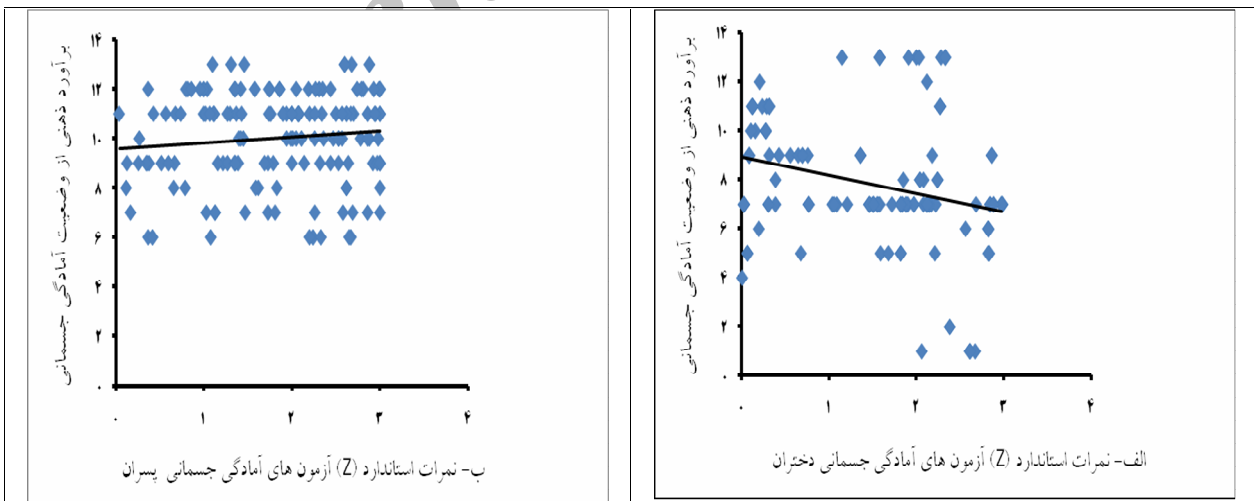 برآورد ذهنی از وضعیت آمادگی جسمانی
۱۴
۱۲
۱۰
۸
۶
۴
۲
۰
۰ ۱ ۲ ۳ ۴
الف- نمرات استاندارد (Z) آزمون های آمادگی جسمانی دختران
برآورد ذهنی از وضعیت آمادگی جسمانی
۱۴
۱۲
۱۰
۸
۶
۴
۲
۰
۰ ۱ ۲ ۳ ۴
ب- نمرات استاندارد (Z) آزمون های آمادگی جسمانی پسران